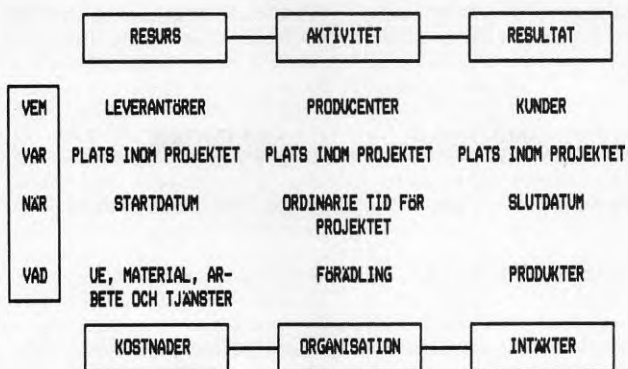 RESURS AKTIVITET RESULTAT
VEM LEVERANTÖRER PRODUCENTER KUNDER
VAR PLATS INOM PROJEKTET PLATS INOM PROJEKTET PLATS INOM PROJEKTET
NÄR STARTDATUM ORDINARIE TID FÖR SLUTDATUM
PROJEKTET
VAD UE, MATERIAL, AR- FÖRÄDLING PRODUKTER
BETE OCH TJÄNSTER
KOSTNADER ORGANISATION INTÄKTER